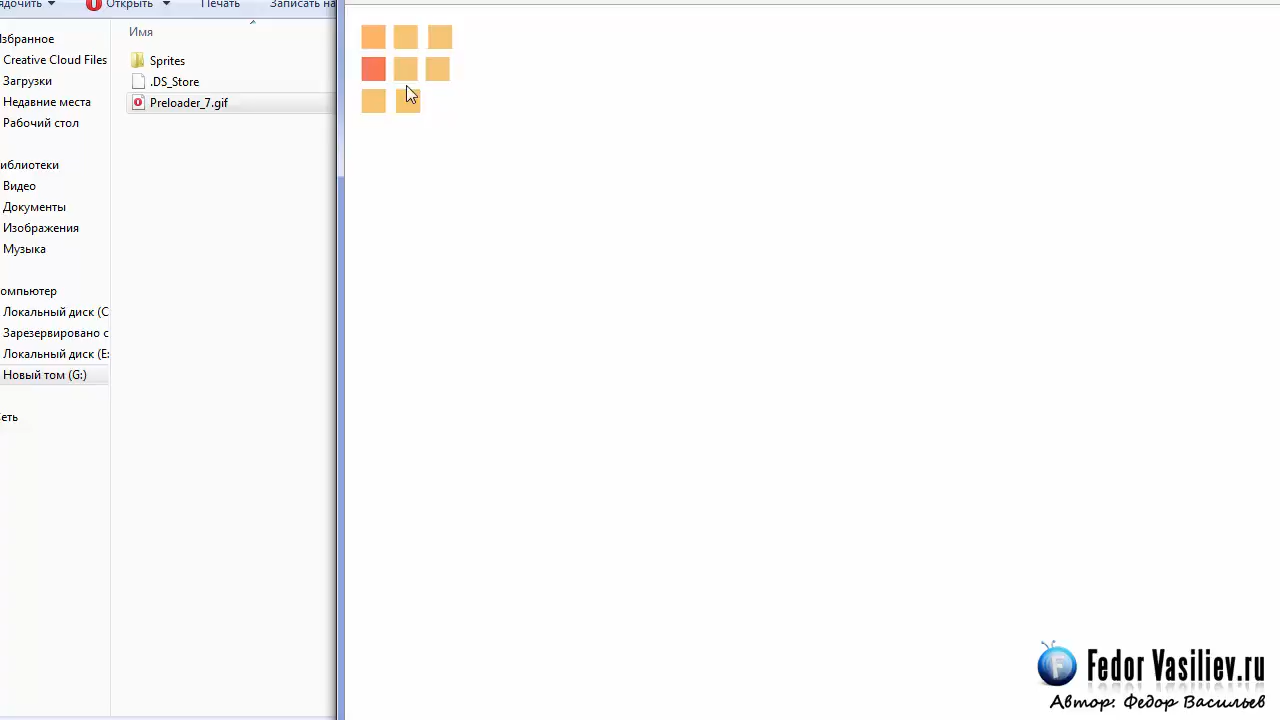 ядочить
Открыть
Печать
Записать на
Имя
збранное
Creative Cloud Files
Загрузки
Недавние места
Рабочий стол
иблиотеки
Видео
Документы
Изображения
Музыка
омпьютер
Локальный диск (C
Зарезервировано с
Локальный диск (E:
Новый том (G:)
еть
Sprites
.DS_Store
Preloader_7.gif
F
Fedor Vasiliev.ru
Автор: Федор Васильев